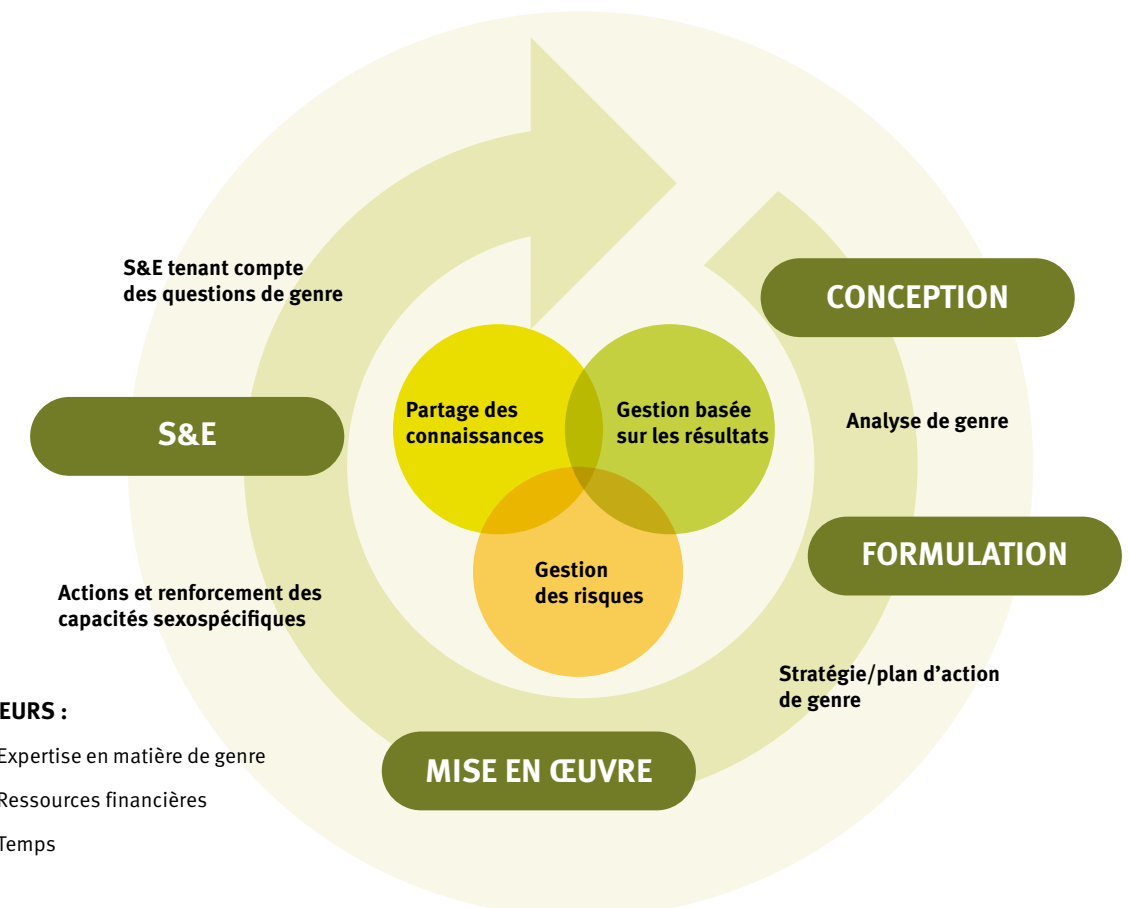 S&E tenant compte
des questions de genre
CONCEPTION
S&E
Partage des
connaissances
Gestion basée
sur les résultats
Analyse de genre
FORMULATION
Gestion
des risques
Actions et renforcement des
capacités sexospécifiques
Stratégie/plan d’action
de genre
MISE EN ŒUVRE
EURS :
Expertise en matière de genre
Ressources financières
Temps